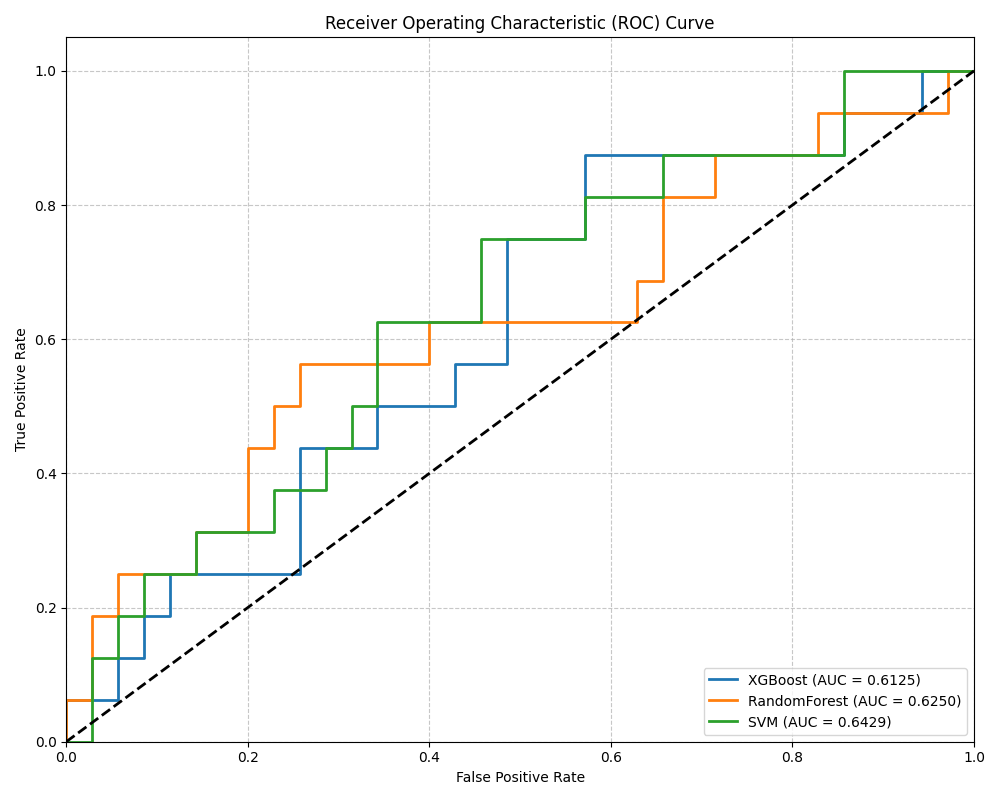 Receiver Operating Characteristic (ROC) Curve
True Positive Rate
1.0
0.8
0.6
0.4
0.2
0.0
XGBoost (AUC = 0.6125)
RandomForest (AUC = 0.6250)
SVM (AUC = 0.6429)
0.0 0.2 0.4 0.6 0.8 1.0
False Positive Rate